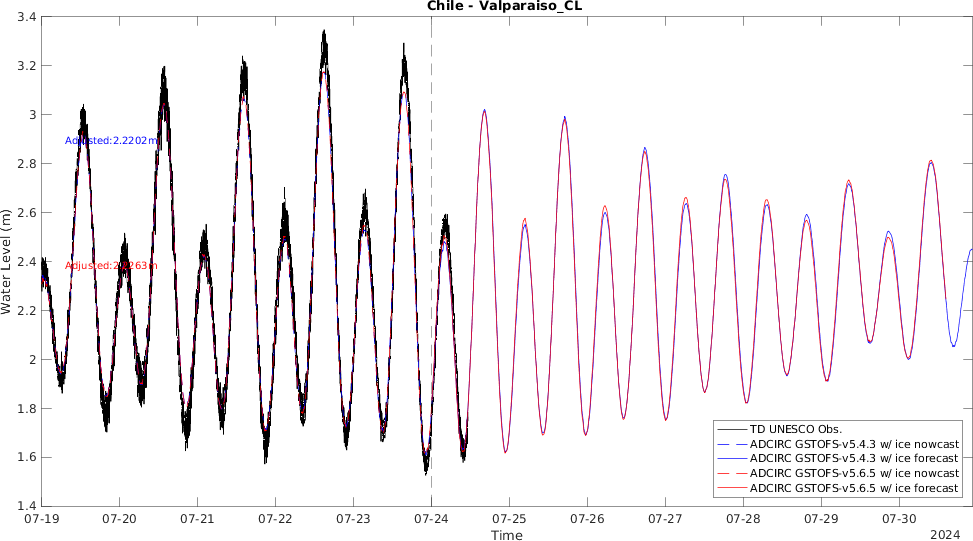 Chile - Valparaiso_CL
Water Level (m)
3.4
3.2
3
2.8
2.6
2.4
2.2
2
1.8
1.6
1.4
Adjusted:2.2202m
TD UNESCO Obs.
ADCIRC GSTOFS-v5.4.3 w/ ice nowcast
ADCIRC GSTOFS-v5.4.3 w/ ice forecast
ADCIRC GSTOFS-v5.6.5 w/ ice nowcast
ADCIRC GSTOFS-v5.6.5 w/ ice forecast
07-19 07-20 07-21 07-22 07-23 07-24 07-25 07-26 07-27 07-28 07-29 07-30
Time
2024